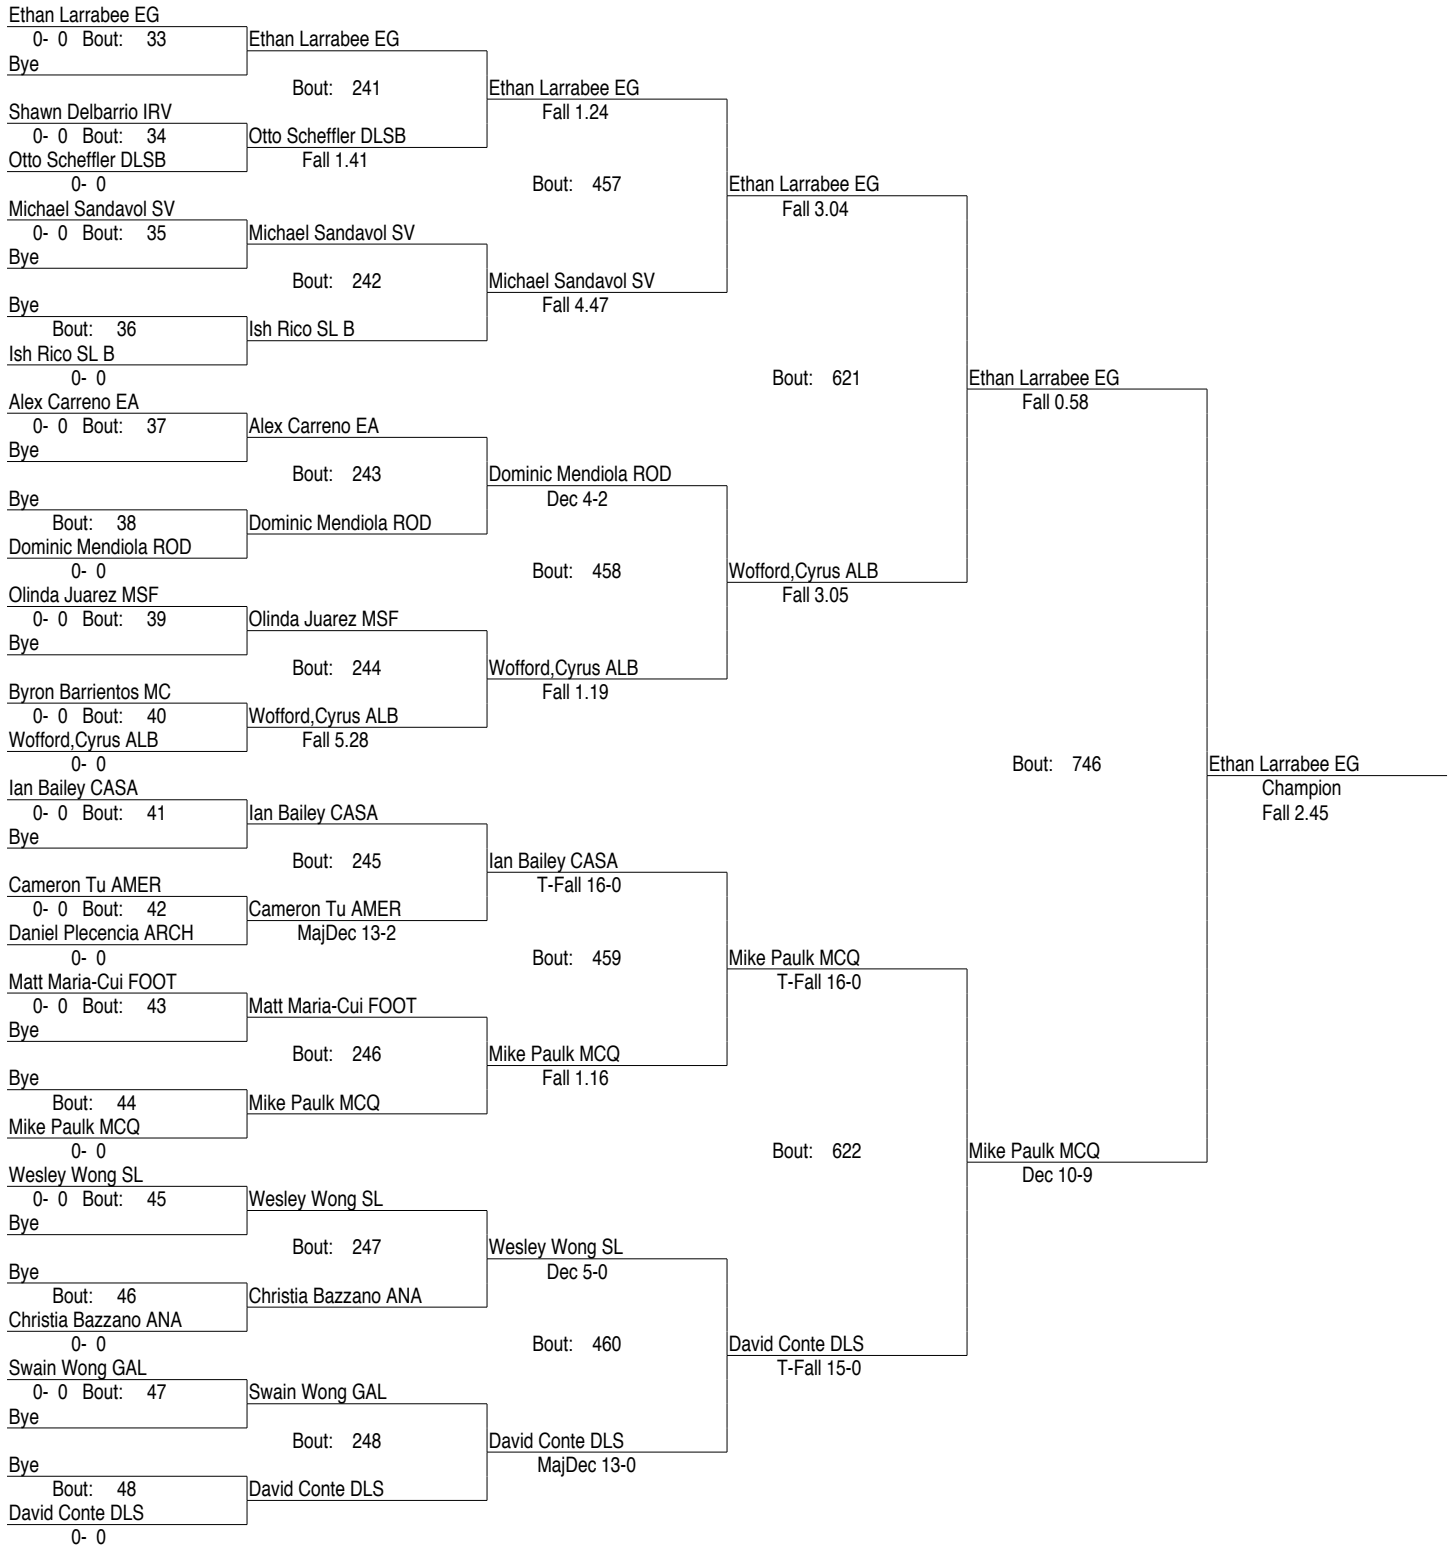 Ethan Larrabee EG
0- 0 Bout: 33
Ethan Larrabee EG
Bye
Bout: 241
Ethan Larrabee EG
Shawn Delbarrio IRV
Fall 1.24
0- 0 Bout: 34
Otto Scheffler DLSB
Otto Scheffler DLSB
Fall 1.41
0- 0
Bout: 457
Ethan Larrabee EG
Michael Sandavol SV
Fall 3.04
0- 0 Bout: 35
Michael Sandavol SV
Bye
Bout: 242
Michael Sandavol SV
Bye
Fall 4.47
Bout: 36
Ish Rico SL B
Ish Rico SL B
0- 0
Bout: 621
Ethan Larrabee EG
Alex Carreno EA
Fall 0.58
0- 0 Bout: 37
Alex Carreno EA
Bye
Bout: 243
Dominic Mendiola ROD
Bye
Dec 4-2
Bout: 38
Dominic Mendiola ROD
Dominic Mendiola ROD
0- 0
Bout: 458
Wofford,Cyrus ALB
Olinda Juarez MSF
Fall 3.05
0- 0 Bout: 39
Olinda Juarez MSF
Bye
Bout: 244
Wofford,Cyrus ALB
Byron Barrientos MC
Fall 1.19
0- 0 Bout: 40
Wofford,Cyrus ALB
Wofford,Cyrus ALB
Fall 5.28
0- 0
Bout: 746
Ethan Larrabee EG
Ian Bailey CASA
Champion
0- 0 Bout: 41
Ian Bailey CASA
Fall 2.45
Bye
Bout: 245
Ian Bailey CASA
Cameron Tu AMER
T-Fall 16-0
0- 0 Bout: 42
Cameron Tu AMER
Daniel Plecencia ARCH
MajDec 13-2
0- 0
Bout: 459
Mike Paulk MCQ
Matt Maria-Cui FOOT
T-Fall 16-0
0- 0 Bout: 43
Matt Maria-Cui FOOT
Bye
Bout: 246
Mike Paulk MCQ
Bye
Fall 1.16
Bout: 44
Mike Paulk MCQ
Mike Paulk MCQ
0- 0
Bout: 622
Mike Paulk MCQ
Wesley Wong SL
Dec 10-9
0- 0 Bout: 45
Wesley Wong SL
Bye
Bout: 247
Wesley Wong SL
Bye
Dec 5-0
Bout: 46
Christia Bazzano ANA
Christia Bazzano ANA
0- 0
Bout: 460
David Conte DLS
Swain Wong GAL
T-Fall 15-0
0- 0 Bout: 47
Swain Wong GAL
Bye
Bout: 248
David Conte DLS
Bye
MajDec 13-0
Bout: 48
David Conte DLS
David Conte DLS
0- 0